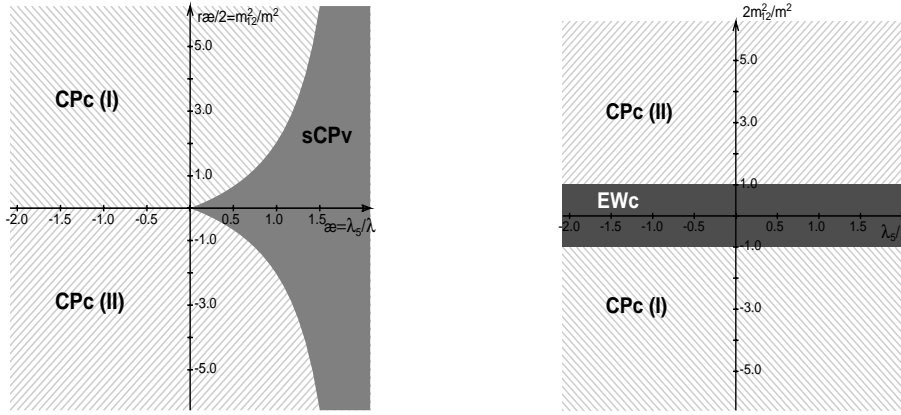 ræ/2=m²₁₂/m²
5.0
CPc (I)
3.0
sCPv
1.0
-2.0 -1.5 -1.0 -0.5 0.5 1.0 1.5
æ=λ₅/λ
-1.0
CPc (II)
-3.0
-5.0
2m²₁₂/m²
5.0
CPc (II)
3.0
1.0
EWc
-2.0 -1.5 -1.0 -0.5 0.5 1.0 1.5
λ₅/
-1.0
CPc (I)
-3.0
-5.0